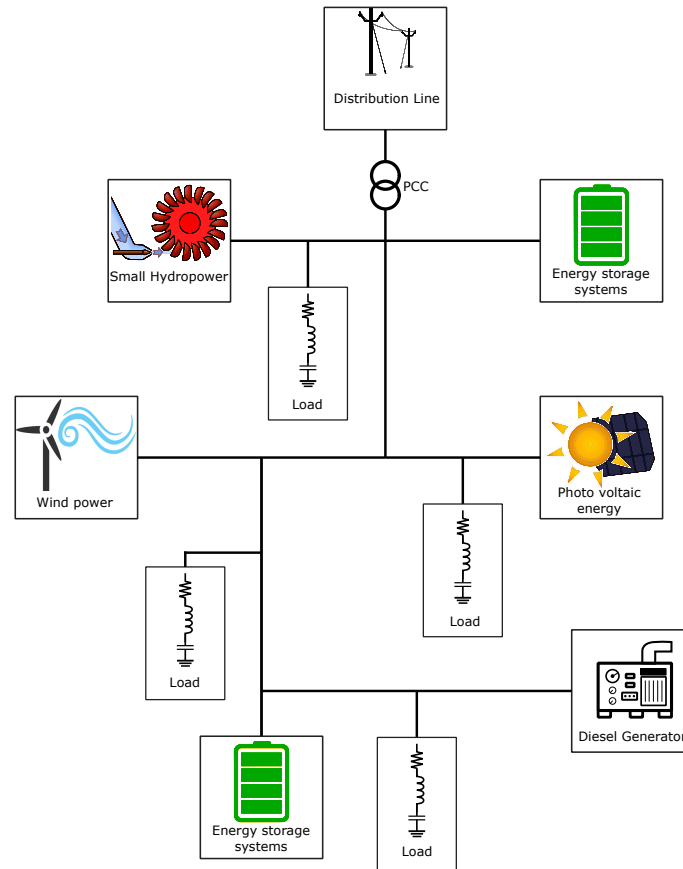 Distribution Line
PCC
Small Hydropower
Energy storage
systems
Load
Wind power
Photo voltaic
energy
Load
Load
Diesel Generator
Energy storage
systems
Load